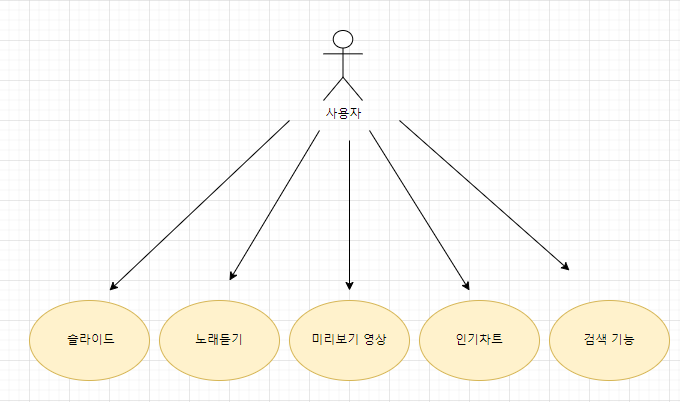 사용자
슬라이드
노래듣기
미리보기 영상
인기차트
검색 기능